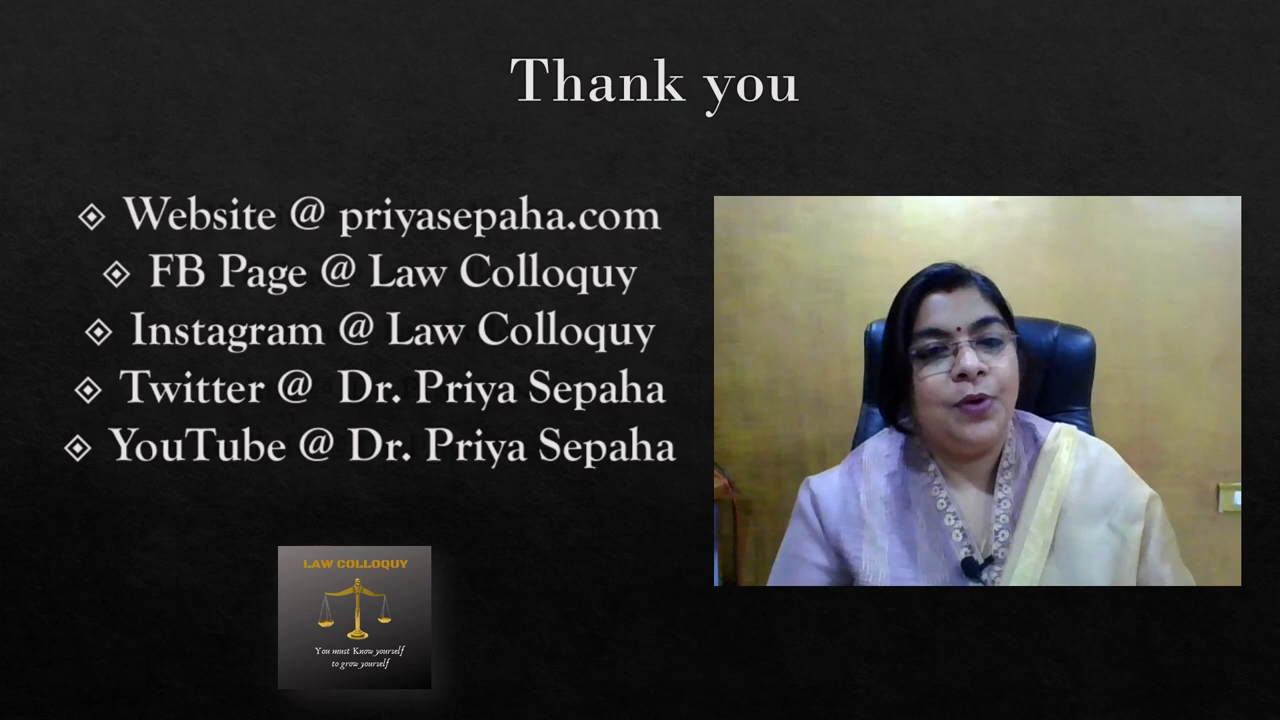 Thank you
Website @ priyasepaha.com
FB Page @ Law Colloquy
Instagram @ Law Colloquy
Twitter @ Dr. Priya Sepaha
YouTube @ Dr. Priya Sepaha
LAW COLLOQUY
You must Know yourself
to grow yourself